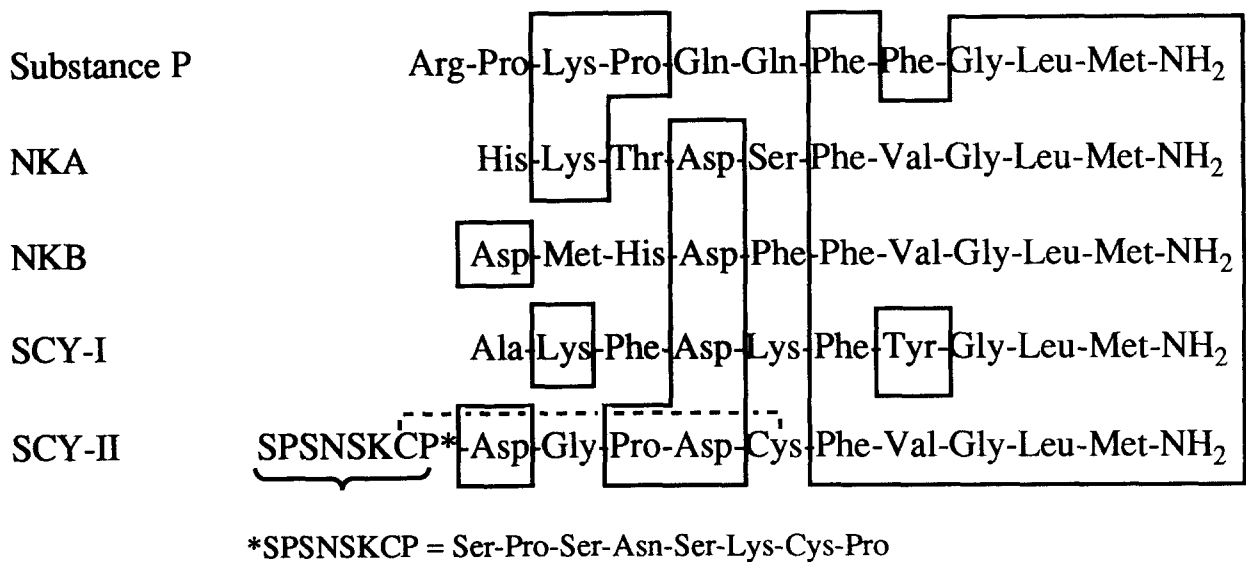 Substance P Arg-Pro-Lys-Pro-Gln-Gln-Phe-Phe-Gly-Leu-Met-NH2
NKA His-Lys-Thr-Asp-Ser-Phe-Val-Gly-Leu-Met-NH2
NKB Asp-Met-His-Asp-Phe-Phe-Val-Gly-Leu-Met-NH2
SCY-I Ala-Lys-Phe-Asp-Lys-Phe-Tyr-Gly-Leu-Met-NH2
SCY-II SPSNSKCP*-Asp-Gly-Pro-Asp-Cys-Phe-Val-Gly-Leu-Met-NH2
*SPSNSKCP = Ser-Pro-Ser-Asn-Ser-Lys-Cys-Pro